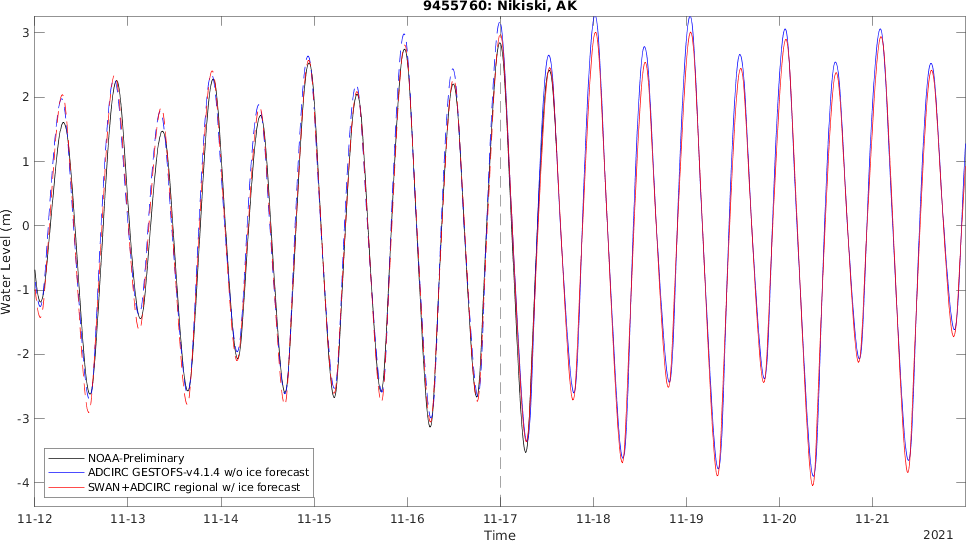 9455760: Nikiski, AK
3
2
1
0
-1
-2
-3
-4
Water Level (m)
NOAA-Preliminary
ADCIRC GESTOFS-v4.1.4 w/o ice forecast
SWAN+ADCIRC regional w/ ice forecast
11-12 11-13 11-14 11-15 11-16 11-17 11-18 11-19 11-20 11-21
Time
2021